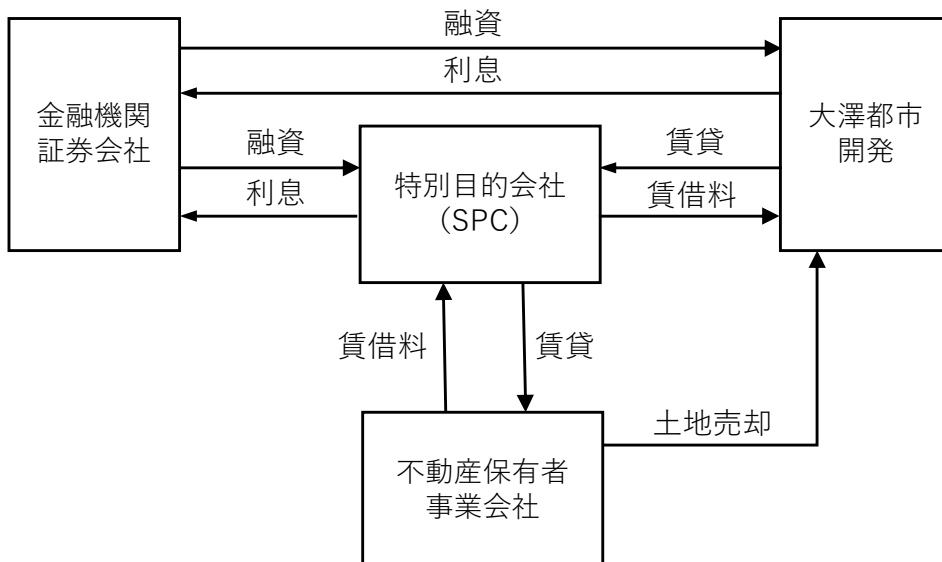 融資
利息
金融機関
証券会社
大澤都市
開発
融資
利息
特別目的会社
（SPC）
賃貸
賃借料
賃借料
賃貸
土地売却
不動産保有者
事業会社